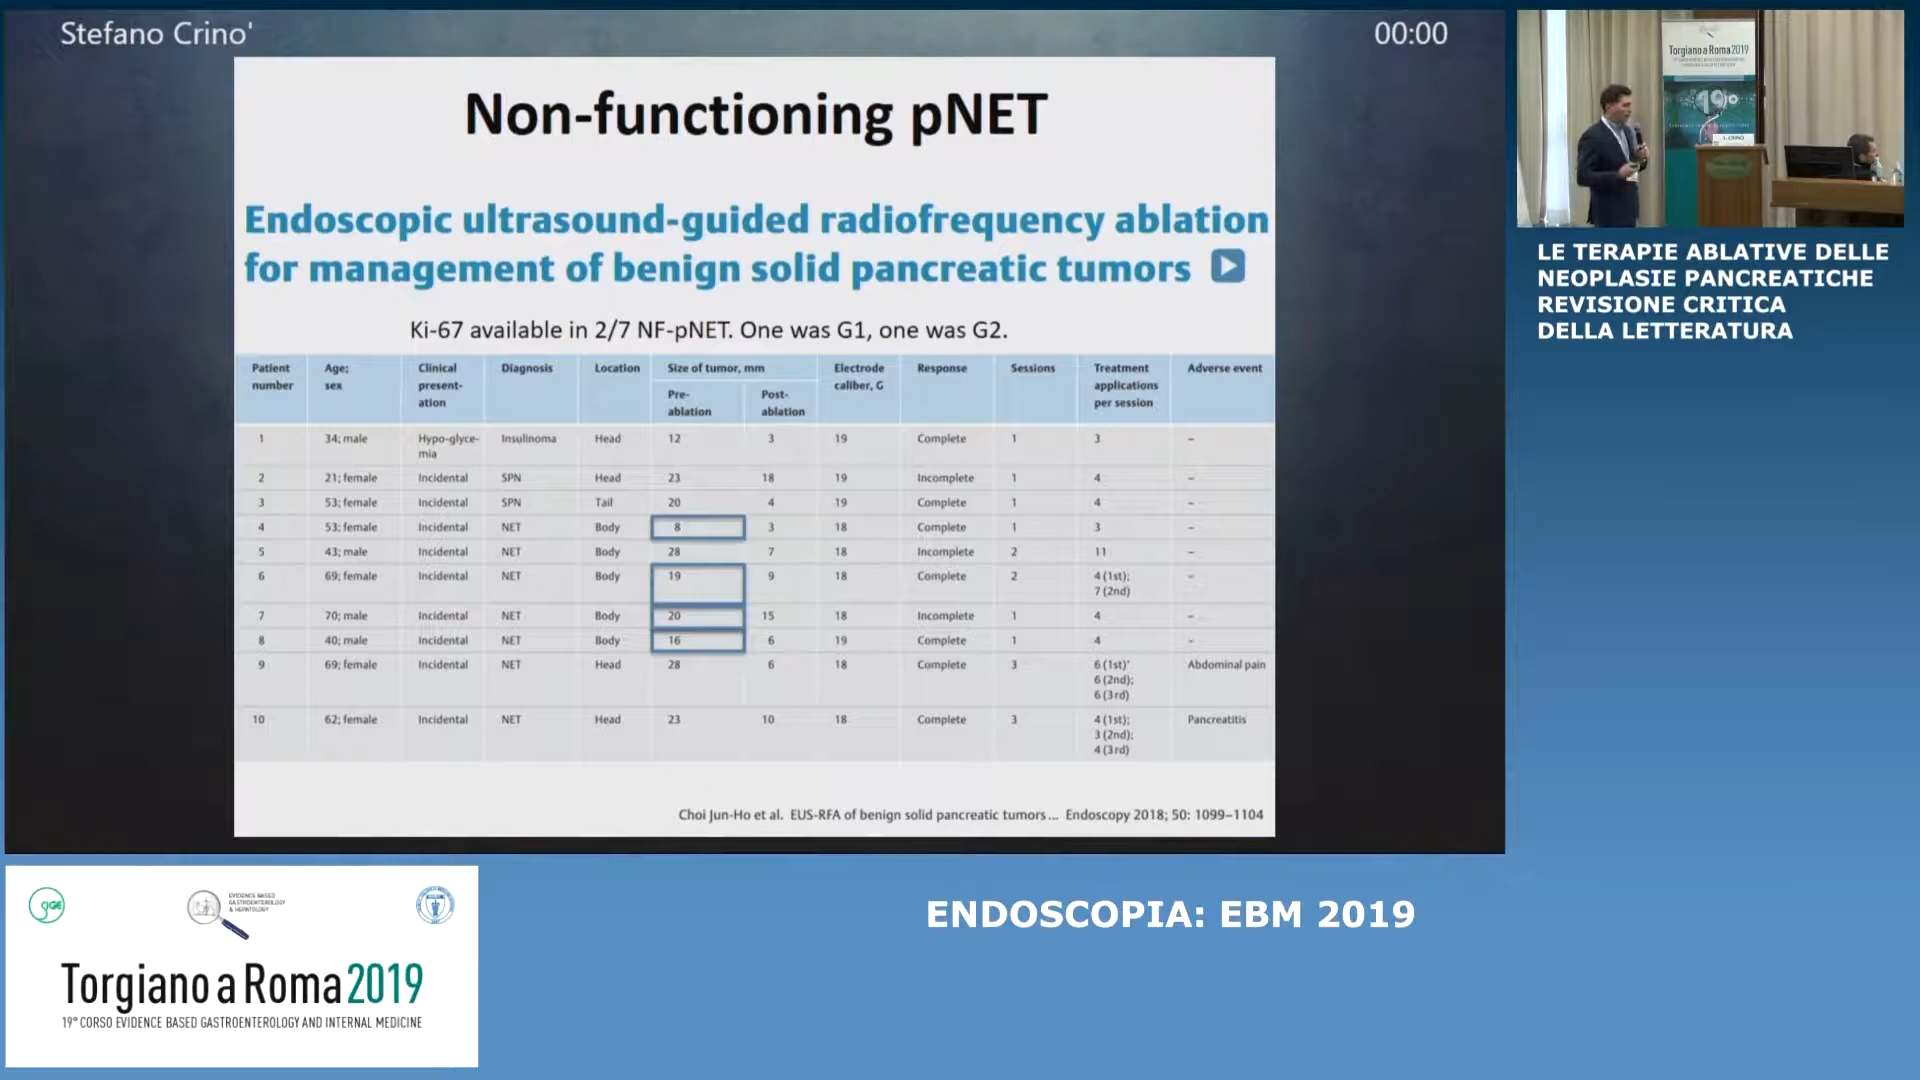 Stefano Crino'
00:00
Non-functioning pNET
Endoscopic ultrasound-guided radiofrequency ablation
for management of benign solid pancreatic tumors
Ki-67 available in 2/7 NF-pNET. One was G1, one was G2.
Patient number | Age; sex | Clinical present-ation | Diagnosis | Location | Size of tumor, mm | Electrode caliber, G | Response | Sessions | Treatment applications per session | Adverse event
Pre-ablation | Post-ablation
1 | 34; male | Hypo-glyce-mia | Insulinoma | Head | 12 | 3 | 19 | Complete | 1 | 3 | –
2 | 21; female | Incidental | SPN | Head | 23 | 18 | 19 | Incomplete | 1 | 4 | –
3 | 53; female | Incidental | SPN | Tail | 20 | 4 | 19 | Complete | 1 | 4 | –
4 | 53; female | Incidental | NET | Body | 8 | 3 | 18 | Complete | 1 | 3 | –
5 | 43; male | Incidental | NET | Body | 28 | 7 | 18 | Incomplete | 2 | 11 | –
6 | 69; female | Incidental | NET | Body | 19 | 9 | 18 | Complete | 2 | 4 (1st); 7 (2nd) | –
7 | 70; male | Incidental | NET | Body | 20 | 15 | 18 | Incomplete | 1 | 4 | –
8 | 40; male | Incidental | NET | Body | 16 | 6 | 19 | Complete | 1 | 4 | –
9 | 69; female | Incidental | NET | Head | 28 | 6 | 18 | Complete | 3 | 6 (1st)' 6 (2nd); 6 (3rd) | Abdominal pain
10 | 62; female | Incidental | NET | Head | 23 | 10 | 18 | Complete | 3 | 4 (1st); 3 (2nd); 4 (3rd) | Pancreatitis
Choi Jun-Ho et al. EUS-RFA of benign solid pancreatic tumors... Endoscopy 2018; 50: 1099–1104
Torgiano a Roma 2019
19°
S. CRINO
LE TERAPIE ABLATIVE DELLE
NEOPLASIE PANCREATICHE
REVISIONE CRITICA
DELLA LETTERATURA
EVIDENCE BASED
GASTROENTEROLOGY
& HEPATOLOGY
Torgiano a Roma 2019
19° CORSO EVIDENCE BASED GASTROENTEROLOGY AND INTERNAL MEDICINE
ENDOSCOPIA: EBM 2019